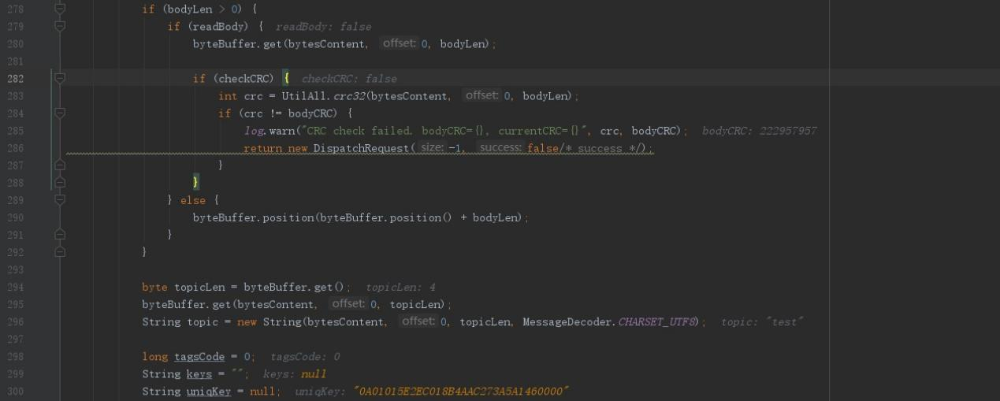 278 if (bodyLen > 0) {
279 if (readBody) { readBody: false
280 byteBuffer.get(bytesContent, offset: 0, bodyLen);
281
282 if (checkCRC) { checkCRC: false
283 int crc = UtilAll.crc32(bytesContent, offset: 0, bodyLen);
284 if (crc != bodyCRC) {
285 log.warn("CRC check failed. bodyCRC={}, currentCRC={}", crc, bodyCRC); bodyCRC: 222957957
286 return new DispatchRequest( size: -1, success: false/* success */);
287 }
288 }
289 } else {
290 byteBuffer.position(byteBuffer.position() + bodyLen);
291 }
292 }
293
294 byte topicLen = byteBuffer.get(); topicLen: 4
295 byteBuffer.get(bytesContent, offset: 0, topicLen);
296 String topic = new String(bytesContent, offset: 0, topicLen, MessageDecoder.CHARSET_UTF8); topic: "test"
297
298 long tagsCode = 0; tagsCode: 0
299 String keys = ""; keys: null
300 String uniqKey = null; uniqKey: "0A01015E2EC018B4AAC273A5A1460000"